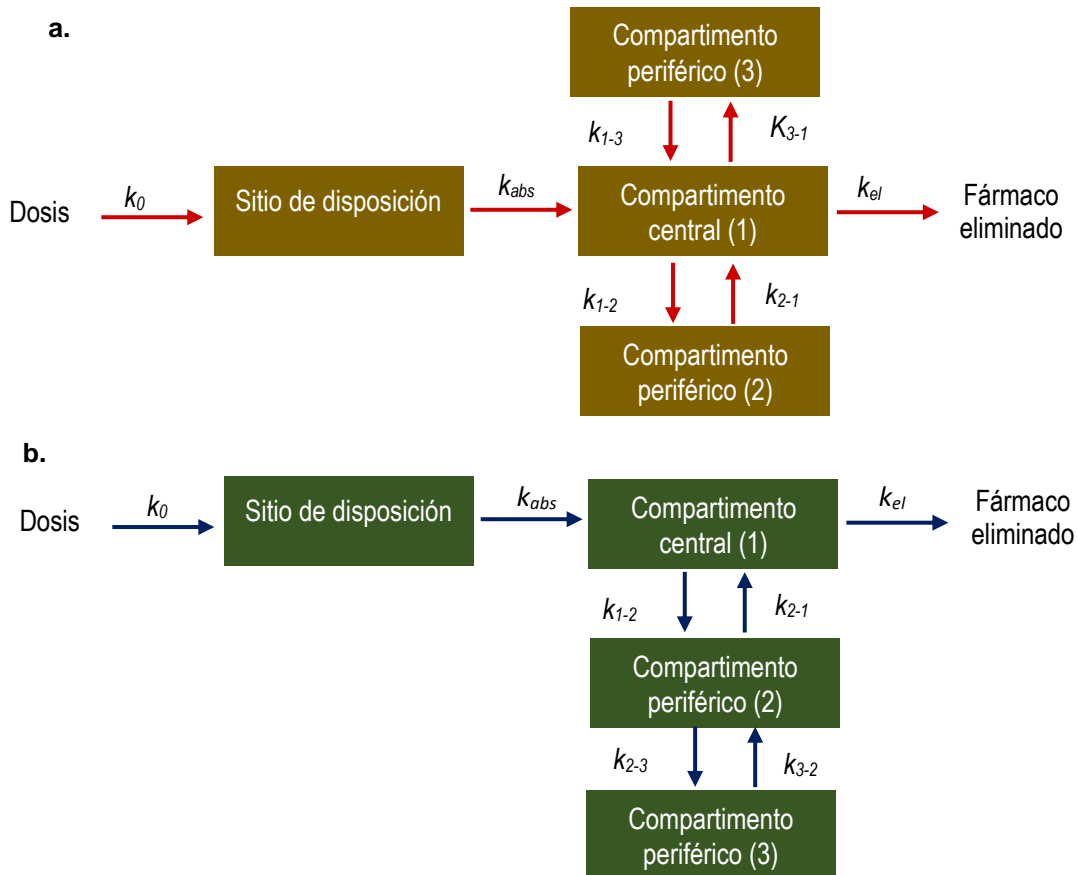 a.
Compartimento
periférico (3)
k1-3
K3-1
Dosis
k0
Sitio de disposición
kabs
Compartimento
central (1)
kel
Fármaco
eliminado
k1-2
k2-1
Compartimento
periférico (2)
b.
Dosis
k0
Sitio de disposición
kabs
Compartimento
central (1)
kel
Fármaco
eliminado
k1-2
k2-1
Compartimento
periférico (2)
k2-3
k3-2
Compartimento
periférico (3)